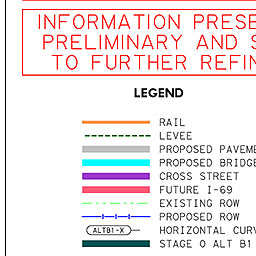 INFORMATION PRESE
PRELIMINARY AND S
TO FURTHER REFIN
LEGEND
RAIL
LEVEE
PROPOSED PAVEME
PROPOSED BRIDGE
CROSS STREET
FUTURE I-69
EXISTING ROW
PROPOSED ROW
ALTB1-X HORIZONTAL CURV
STAGE 0 ALT B1